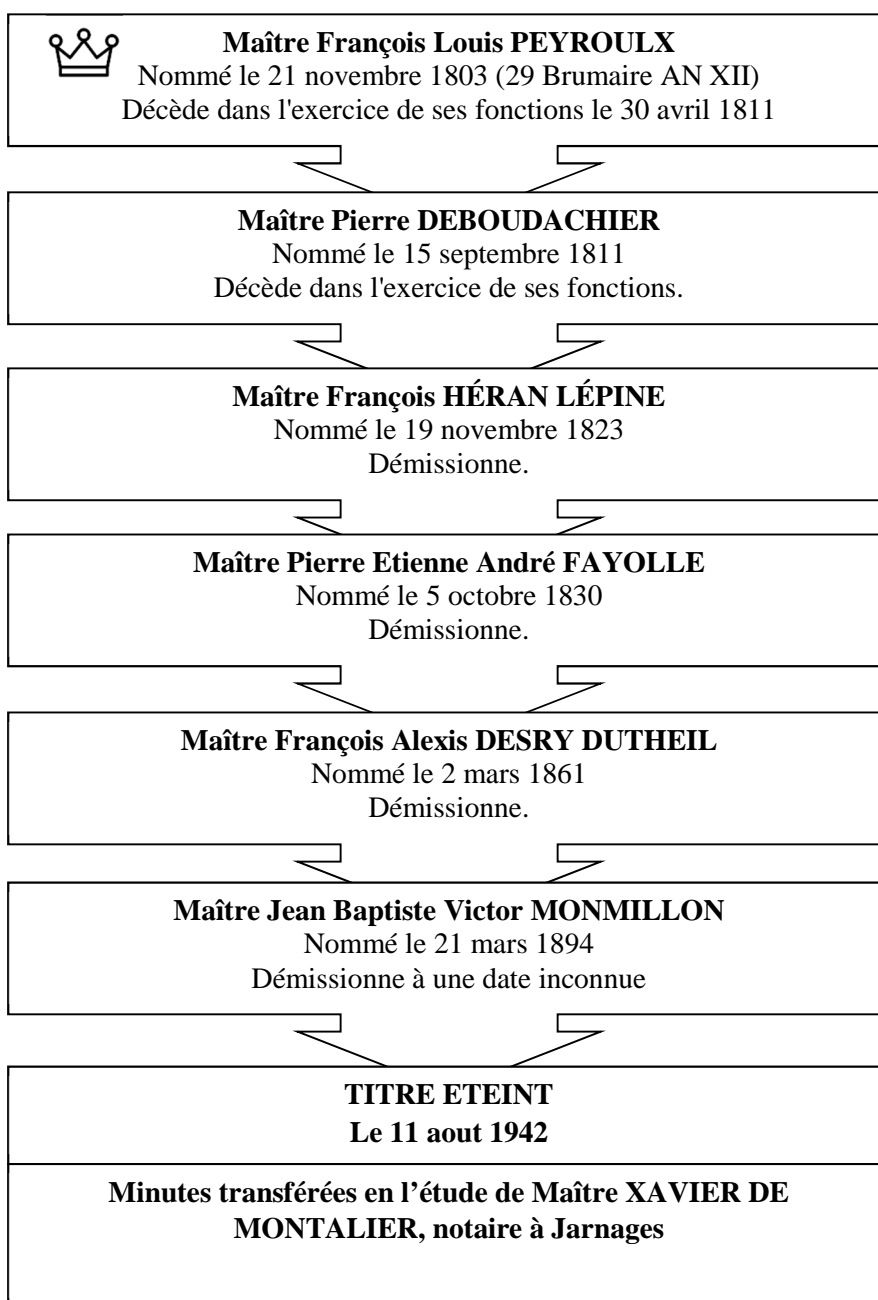 Maître François Louis PEYROULX
Nommé le 21 novembre 1803 (29 Brumaire AN XII)
Décède dans l'exercice de ses fonctions le 30 avril 1811
Maître Pierre DEBOUDACHIER
Nommé le 15 septembre 1811
Décède dans l'exercice de ses fonctions.
Maître François HÉRAN LÉPINE
Nommé le 19 novembre 1823
Démissionne.
Maître Pierre Etienne André FAYOLLE
Nommé le 5 octobre 1830
Démissionne.
Maître François Alexis DESRY DUTHEIL
Nommé le 2 mars 1861
Démissionne.
Maître Jean Baptiste Victor MONMILLON
Nommé le 21 mars 1894
Démissionne à une date inconnue
TITRE ETEINT
Le 11 aout 1942
Minutes transférées en l’étude de Maître XAVIER DE
MONTALIER, notaire à Jarnages